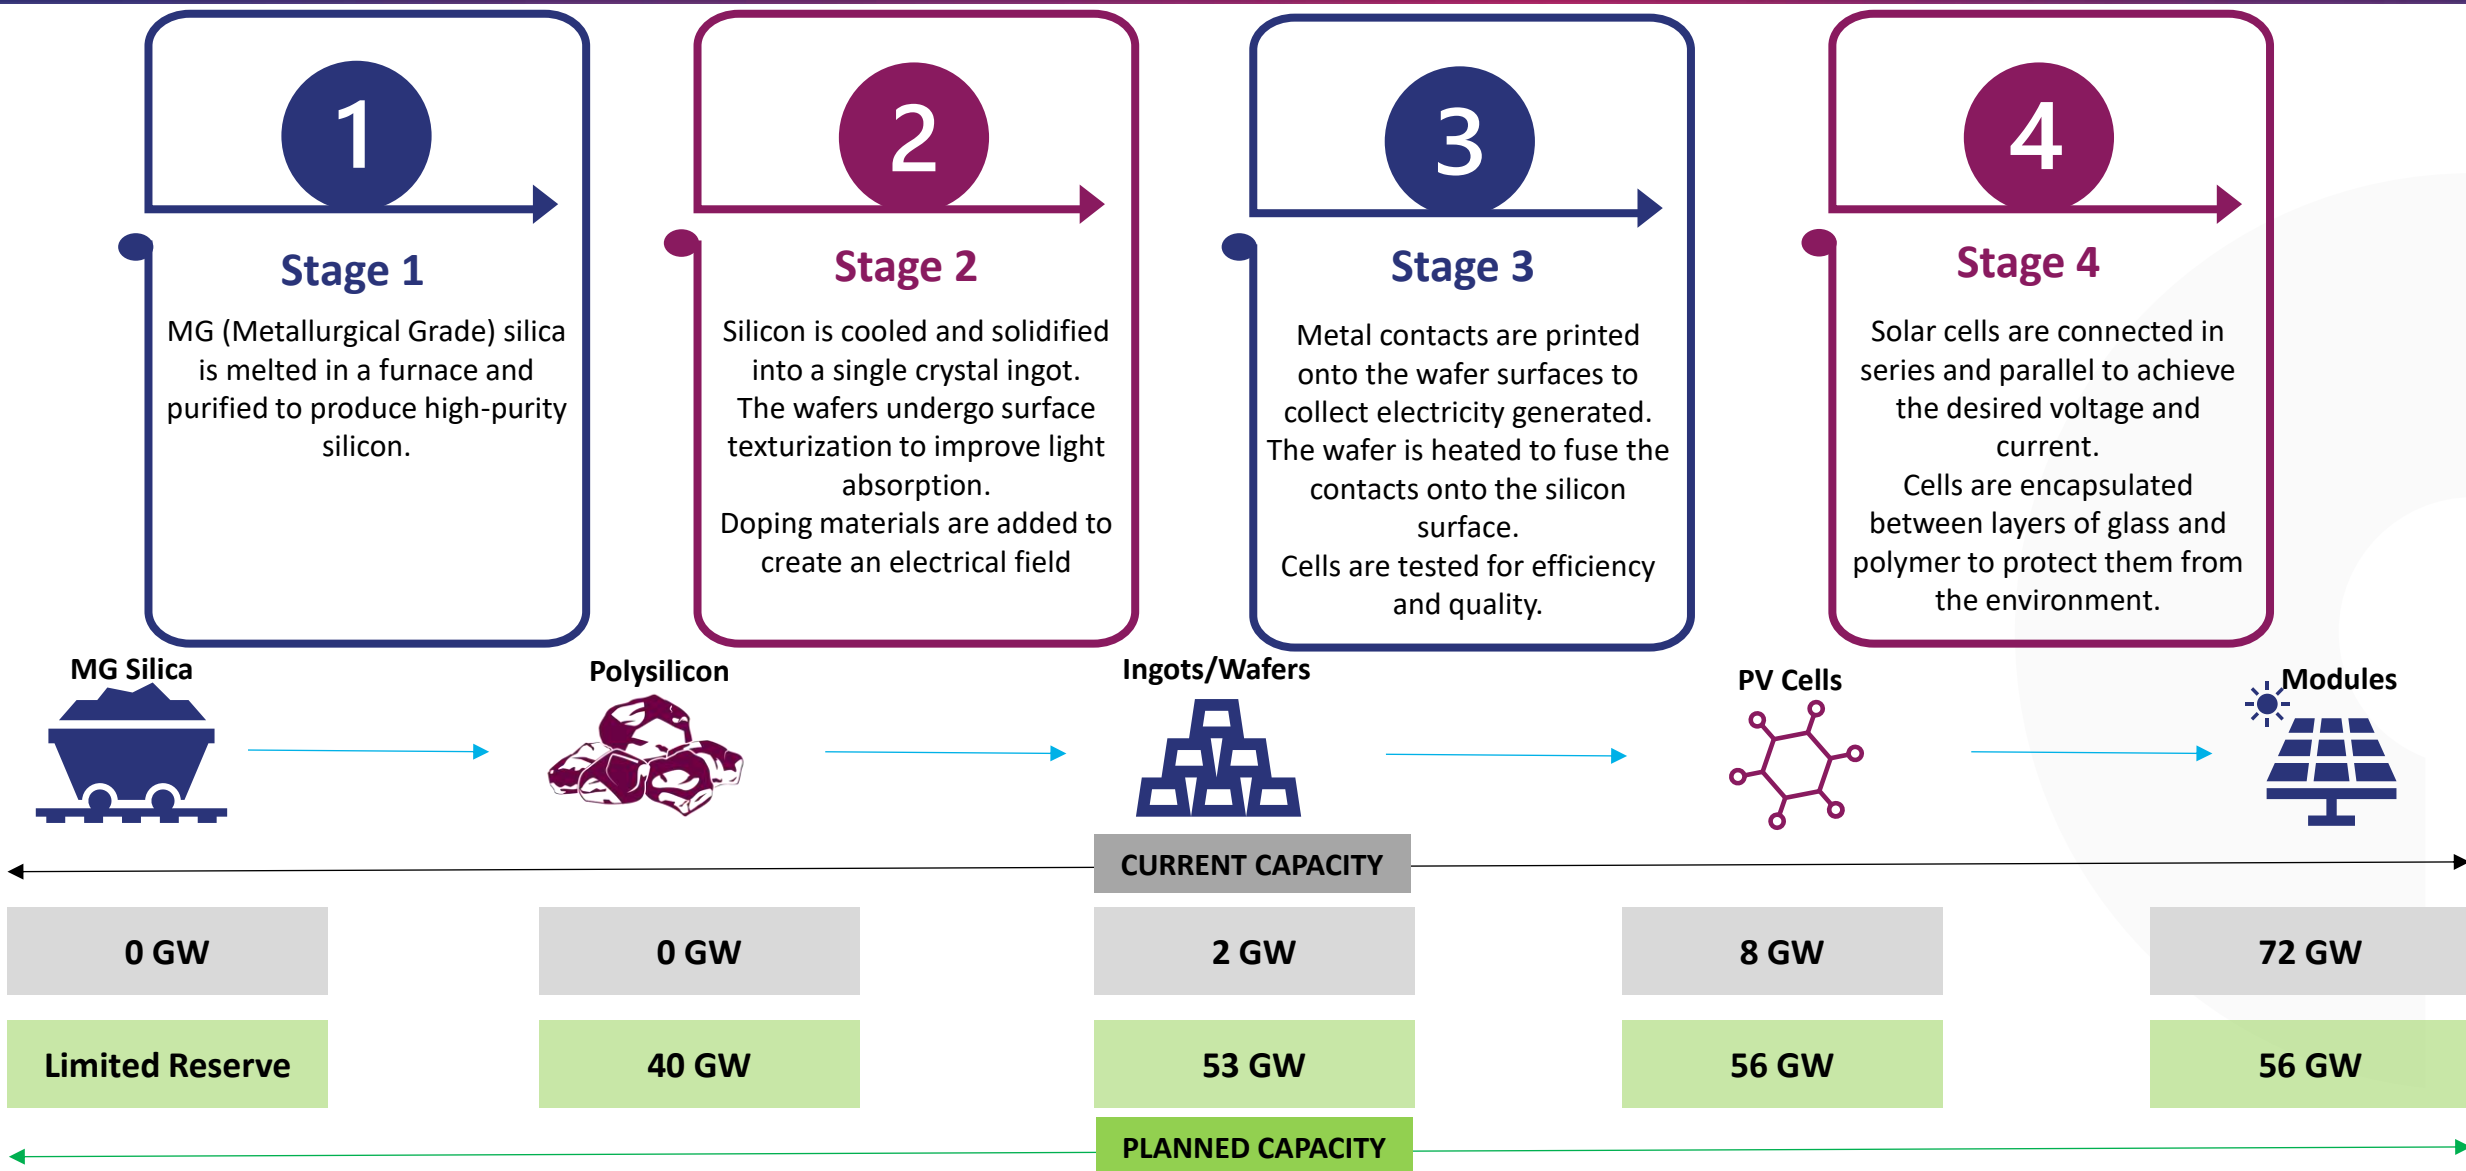 1
Stage 1
MG (Metallurgical Grade) silica
is melted in a furnace and
purified to produce high-purity
silicon.
2
Stage 2
Silicon is cooled and solidified
into a single crystal ingot.
The wafers undergo surface
texturization to improve light
absorption.
Doping materials are added to
create an electrical field
3
Stage 3
Metal contacts are printed
onto the wafer surfaces to
collect electricity generated.
The wafer is heated to fuse the
contacts onto the silicon
surface.
Cells are tested for efficiency
and quality.
4
Stage 4
Solar cells are connected in
series and parallel to achieve
the desired voltage and
current.
Cells are encapsulated
between layers of glass and
polymer to protect them from
the environment.
MG Silica
Polysilicon
Ingots/Wafers
PV Cells
Modules
CURRENT CAPACITY
0 GW
0 GW
2 GW
8 GW
72 GW
Limited Reserve
40 GW
53 GW
56 GW
56 GW
PLANNED CAPACITY